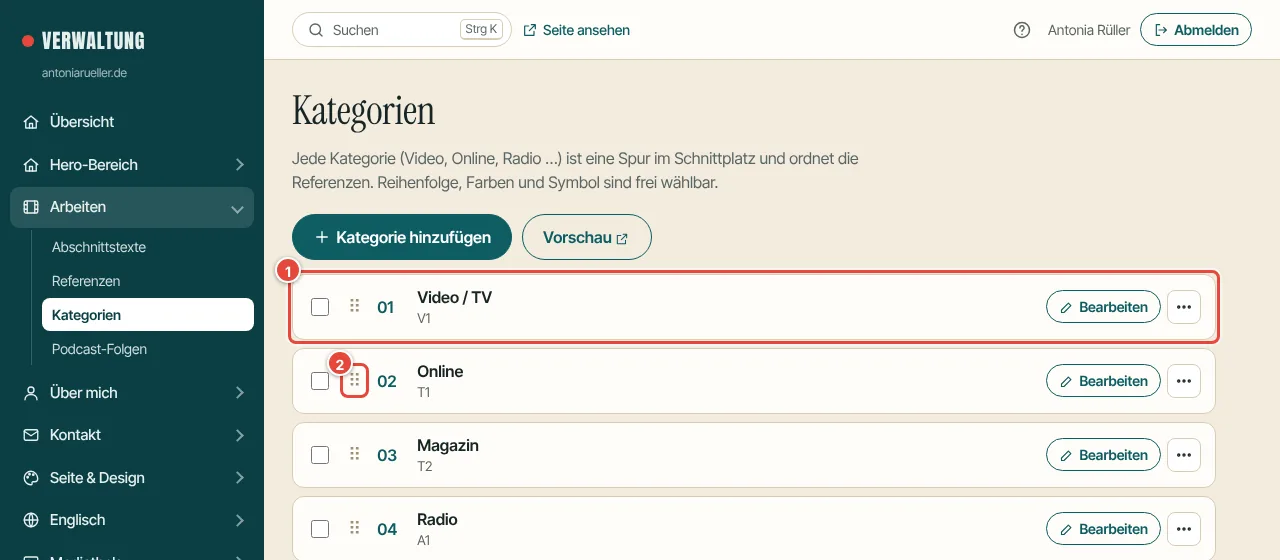 VERWALTUNG
antoniarueller.de
Übersicht
Hero-Bereich
Arbeiten
Abschnittstexte
Referenzen
Kategorien
Podcast-Folgen
Über mich
Kontakt
Seite & Design
Englisch
Suchen
Strg K
Seite ansehen
Antonia Rüller
Abmelden
Kategorien
Jede Kategorie (Video, Online, Radio …) ist eine Spur im Schnittplatz und ordnet die
Referenzen. Reihenfolge, Farben und Symbol sind frei wählbar.
Kategorie hinzufügen
Vorschau
1
01
Video / TV
V1
Bearbeiten
2
02
Online
T1
Bearbeiten
03
Magazin
T2
Bearbeiten
04
Radio
A1
Bearbeiten